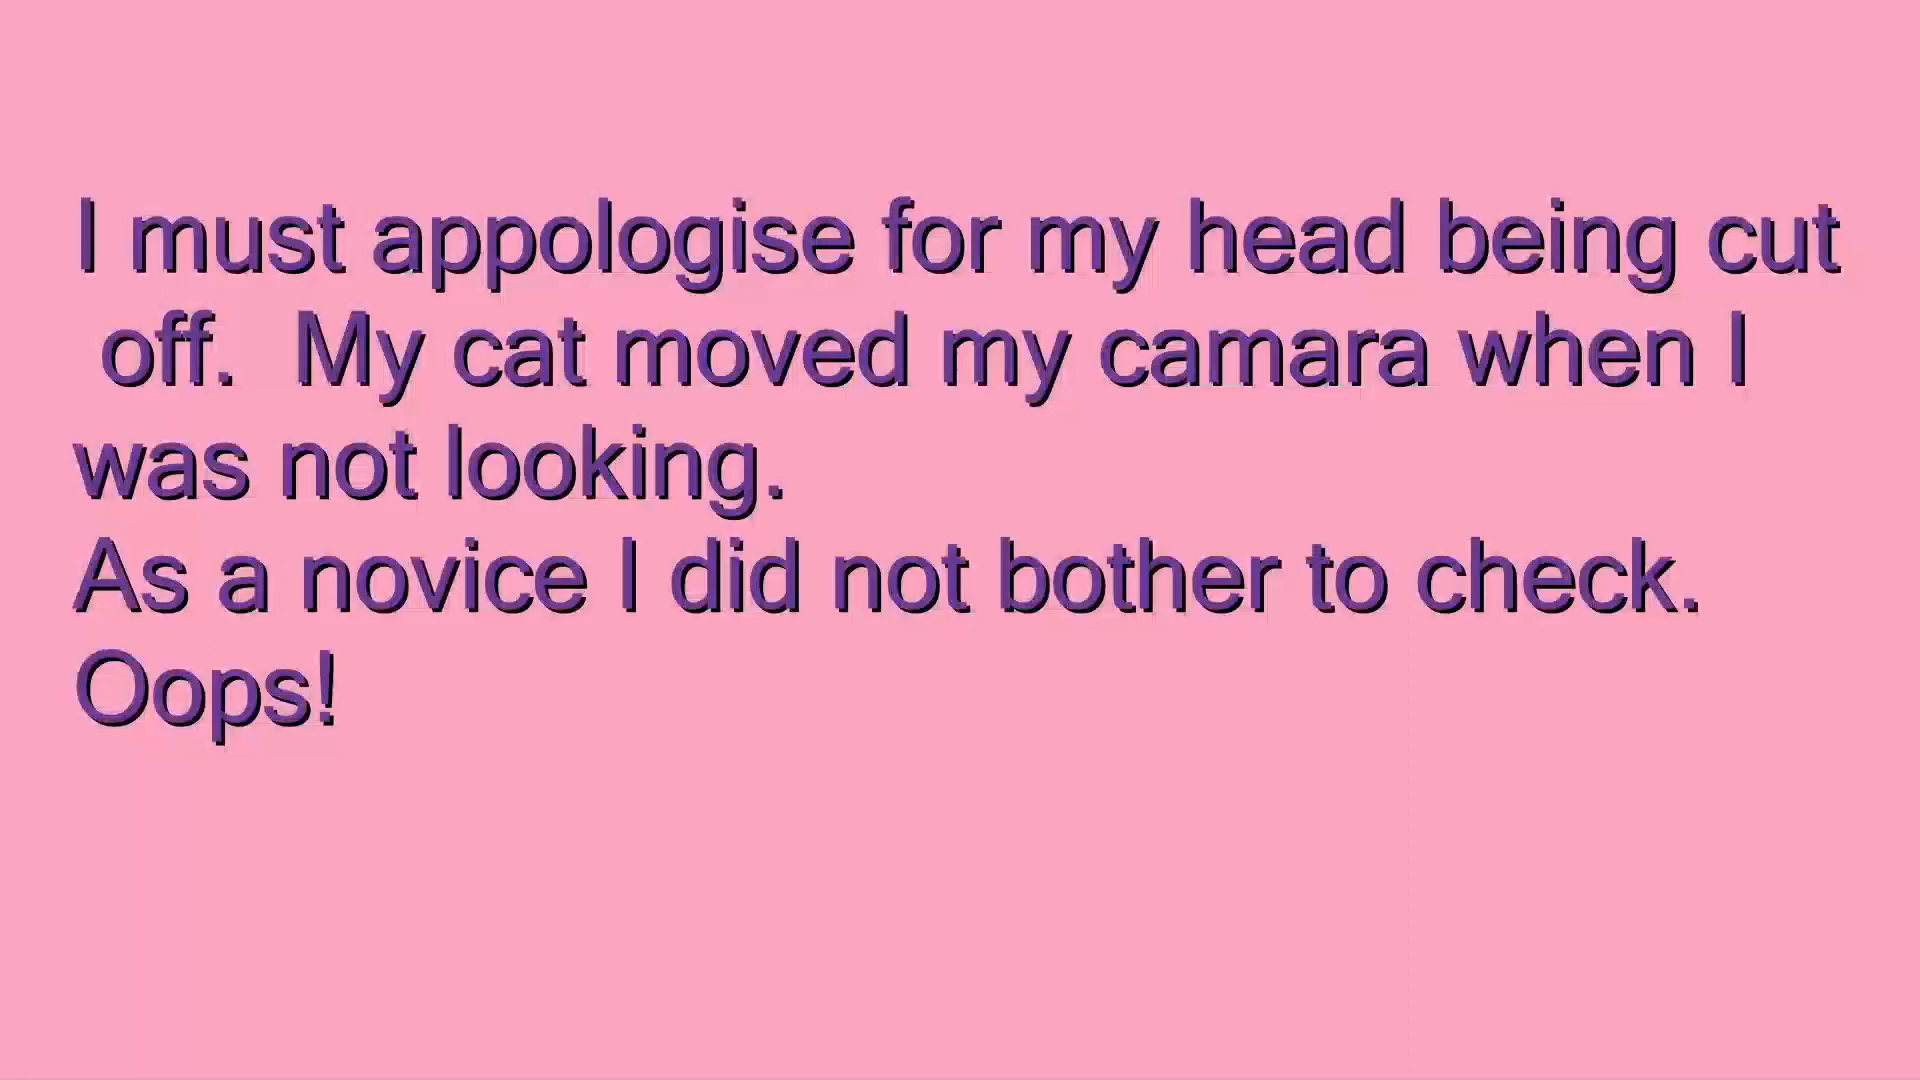 I must appologise for my head being cut
off. My cat moved my camara when I
was not looking.
As a novice I did not bother to check.
Oops!